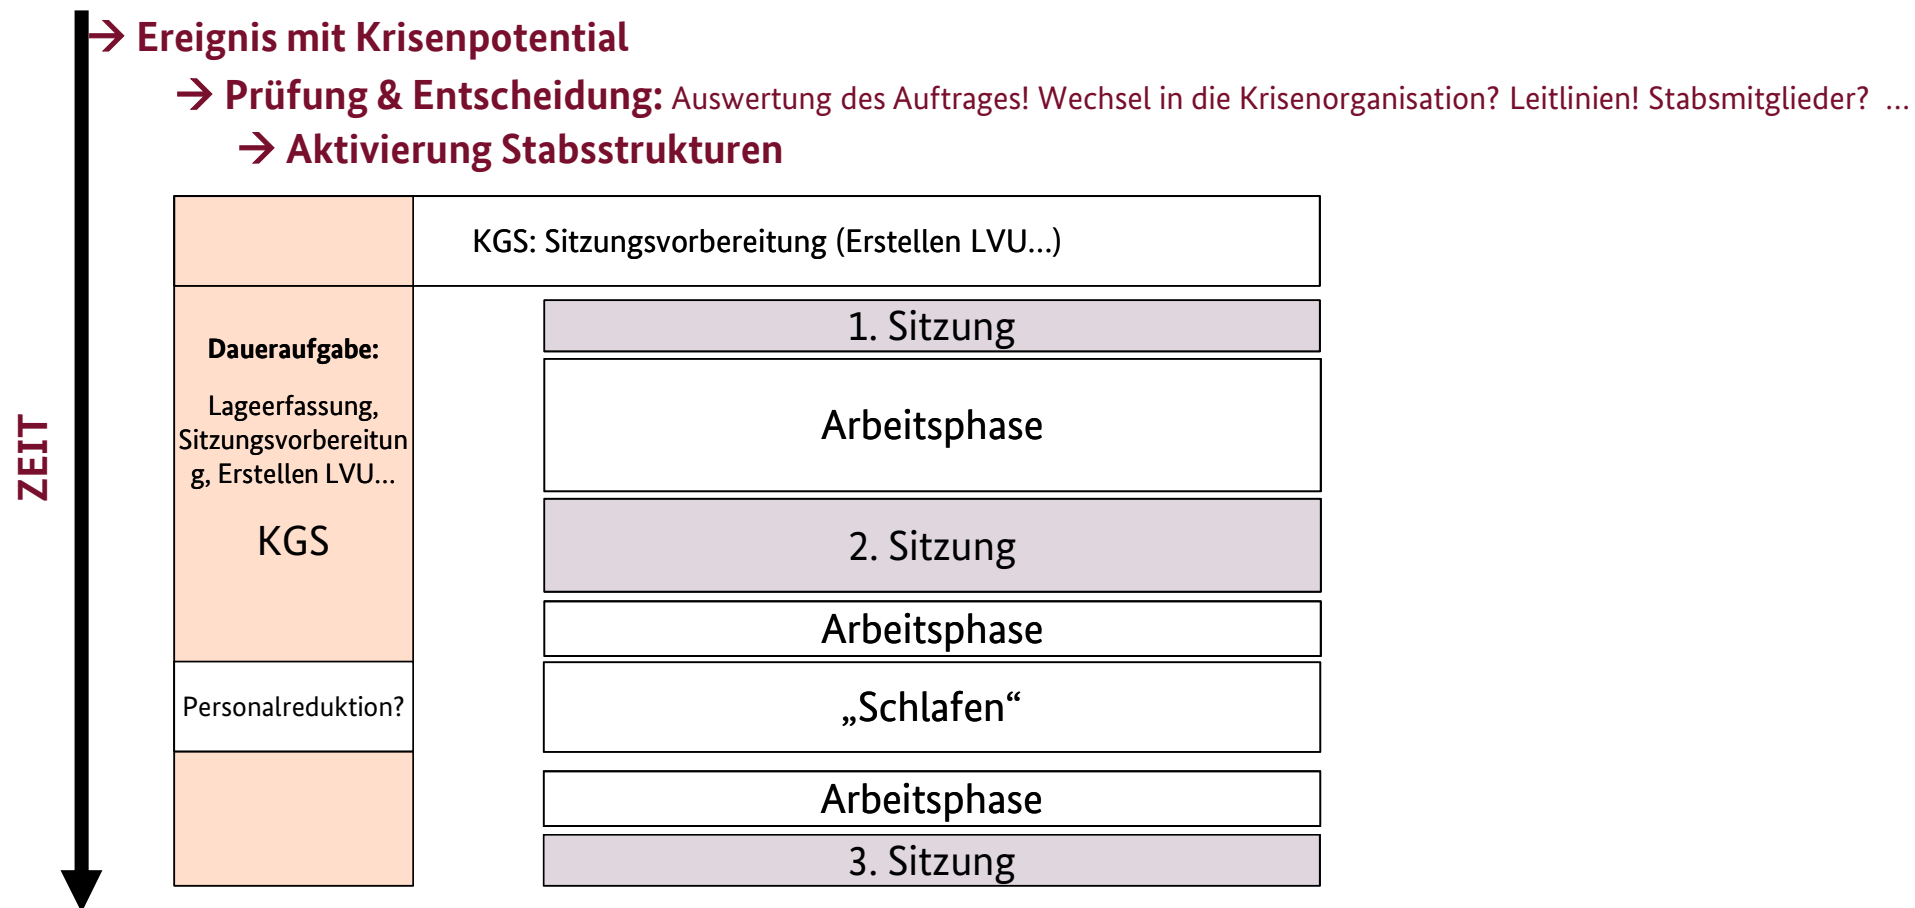 → Ereignis mit Krisenpotential
→ Prüfung & Entscheidung: Auswertung des Auftrages! Wechsel in die Krisenorganisation? Leitlinien! Stabsmitglieder? ...
→ Aktivierung Stabsstrukturen
KGS: Sitzungsvorbereitung (Erstellen LVU...)
ZEIT
Daueraufgabe:
Lageerfassung,
Sitzungsvorbereitun
g, Erstellen LVU...
KGS
Personalreduktion?
1. Sitzung
Arbeitsphase
2. Sitzung
Arbeitsphase
„Schlafen“
Arbeitsphase
3. Sitzung